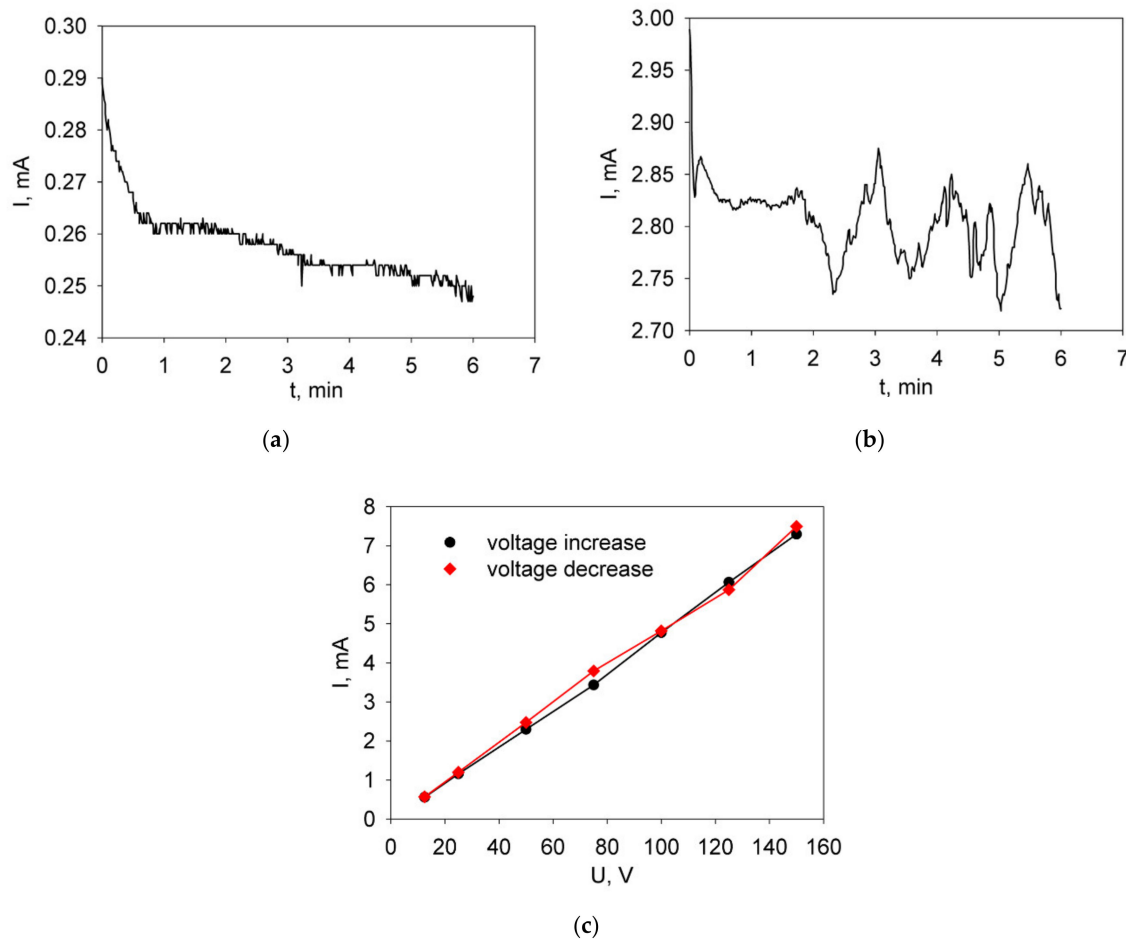 0.30
0.29
0.28
0.27
0.26
0.25
0.24
I, mA
0 1 2 3 4 5 6 7
t, min
(a)
3.00
2.95
2.90
2.85
2.80
2.75
2.70
I, mA
0 1 2 3 4 5 6 7
t, min
(b)
8
7
6
5
4
3
2
1
0
I, mA
voltage increase
voltage decrease
0 20 40 60 80 100 120 140 160
U, V
(c)